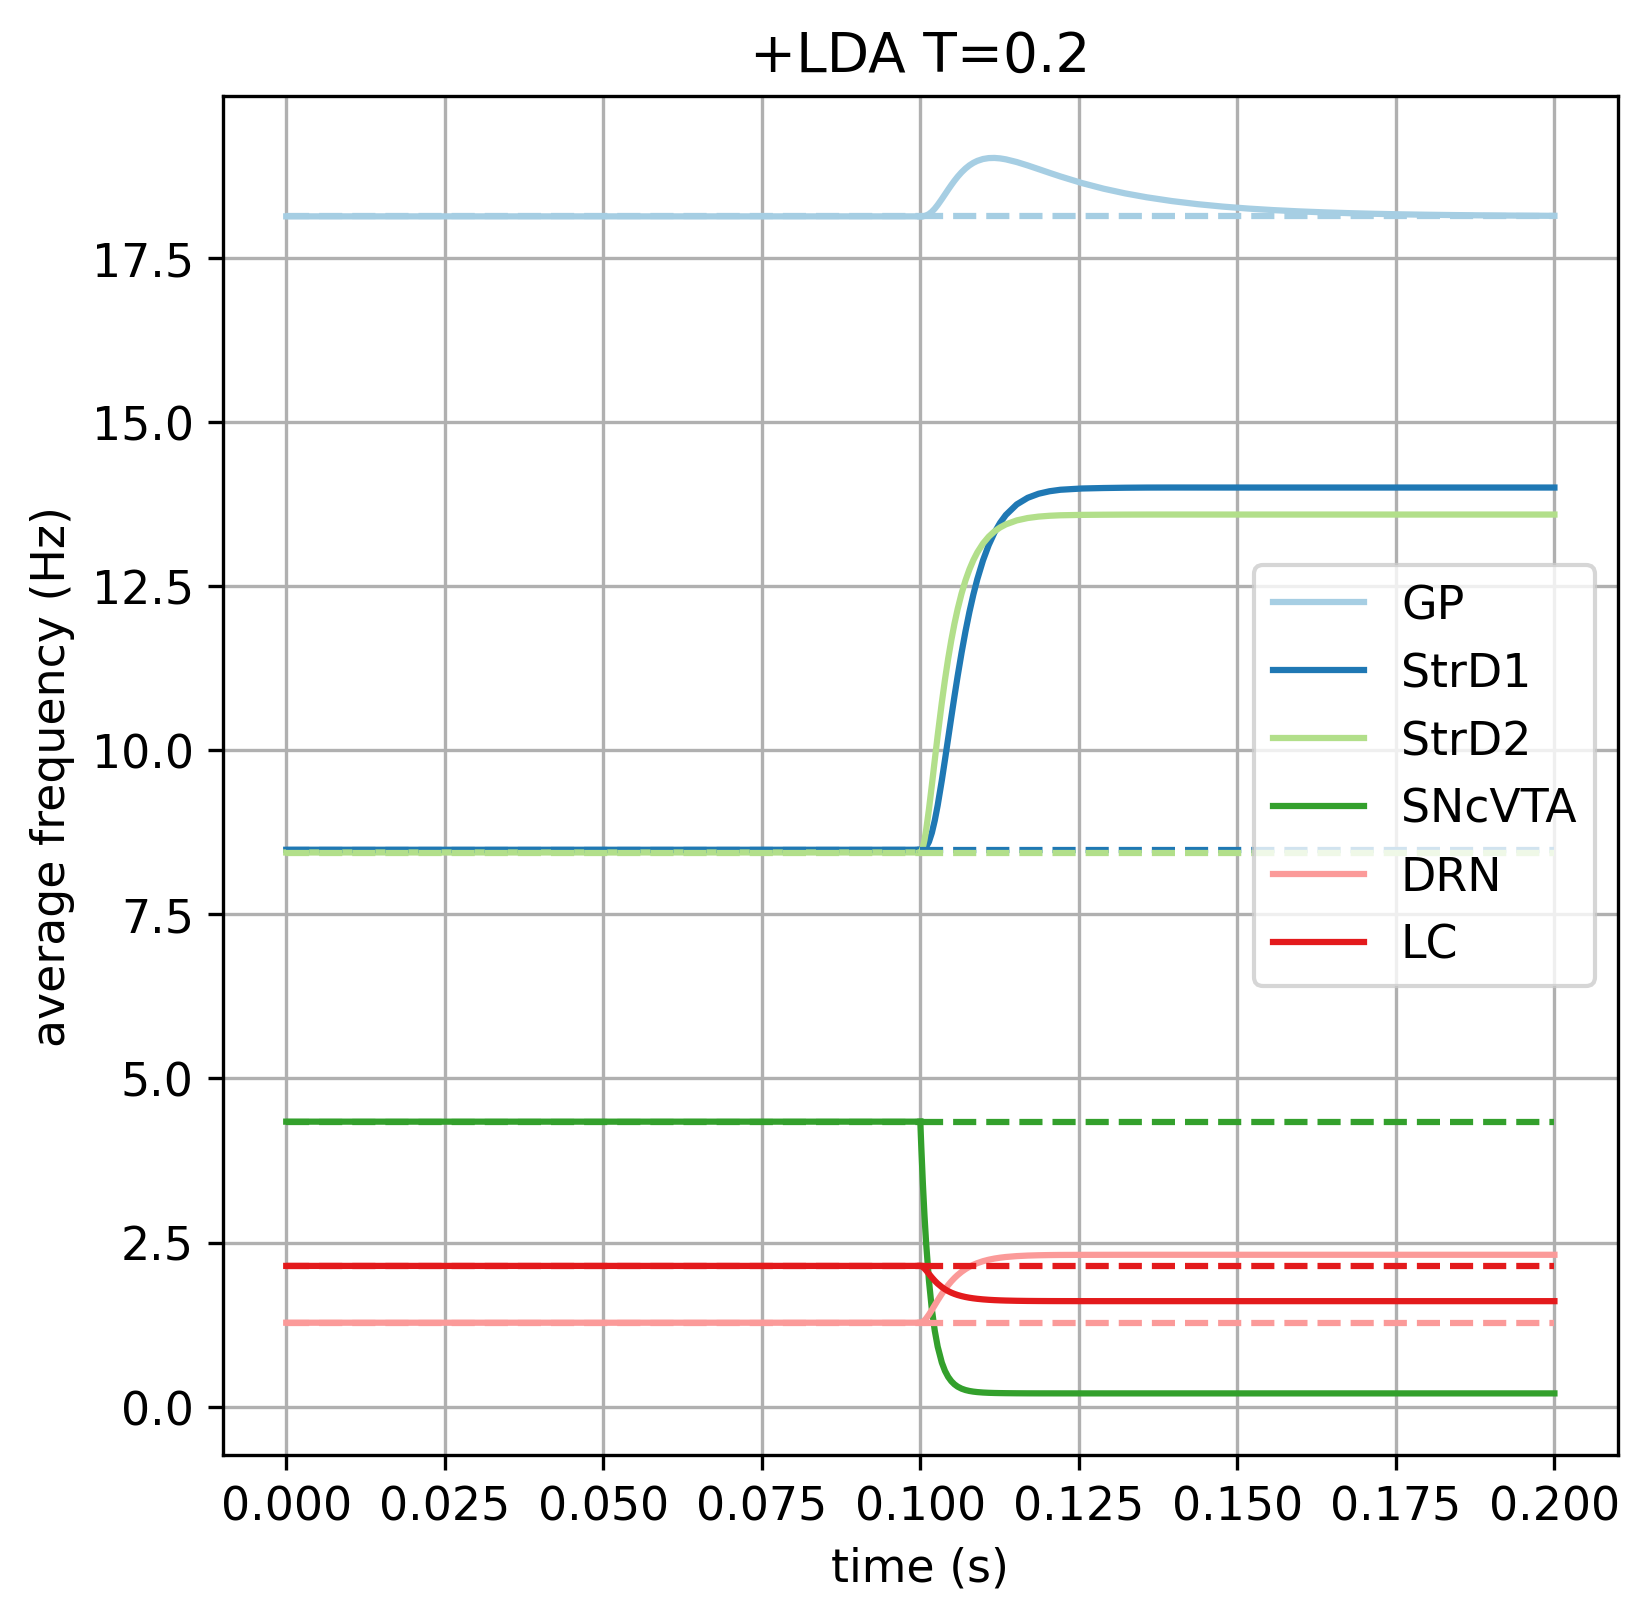 +LDA T=0.2
average frequency (Hz)
17.5
15.0
12.5
10.0
7.5
5.0
2.5
0.0
GP
StrD1
StrD2
SNcVTA
DRN
LC
0.000 0.025 0.050 0.075 0.100 0.125 0.150 0.175 0.200
time (s)